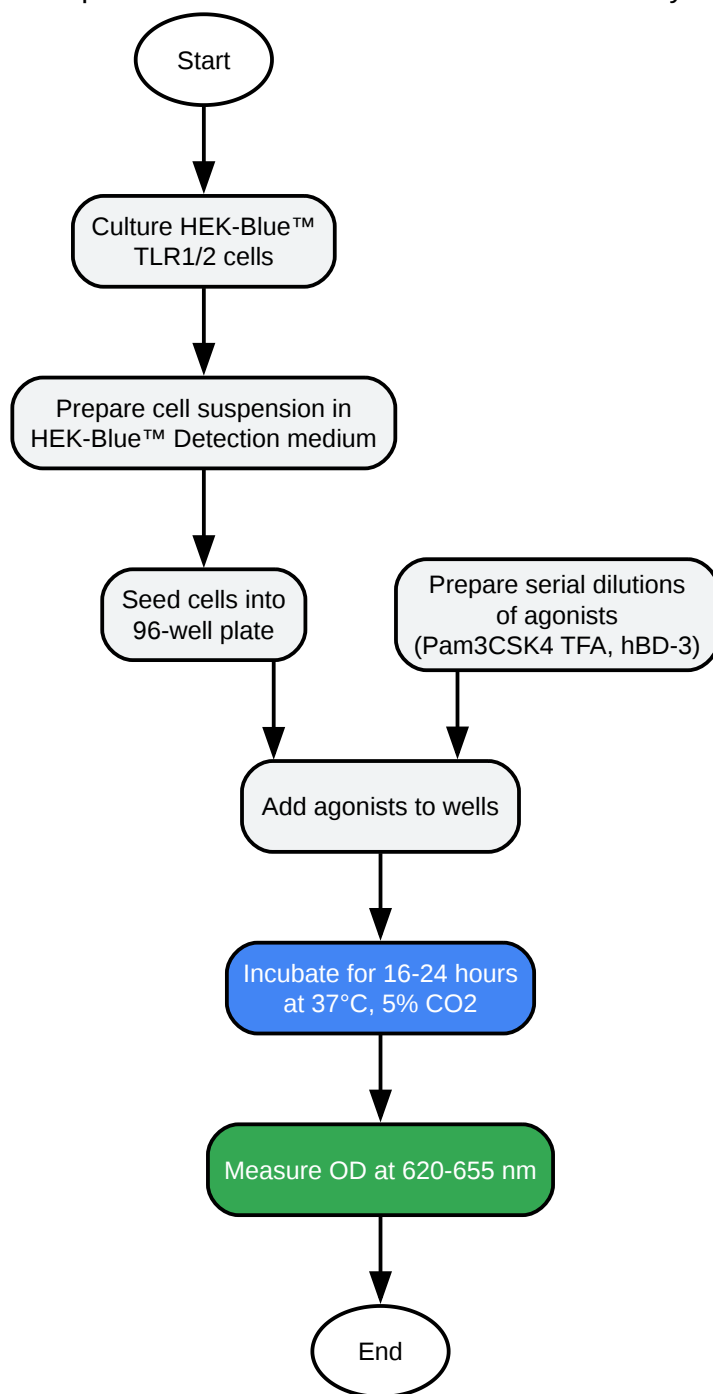 Start
Culture HEK-Blue™
TLR1/2 cells
Prepare cell suspension in
HEK-Blue™ Detection medium
Seed cells into
96-well plate
Prepare serial dilutions
of agonists
(Pam3CSK4 TFA, hBD-3)
Add agonists to wells
Incubate for 16-24 hours
at 37°C, 5% CO2
Measure OD at 620-655 nm
End